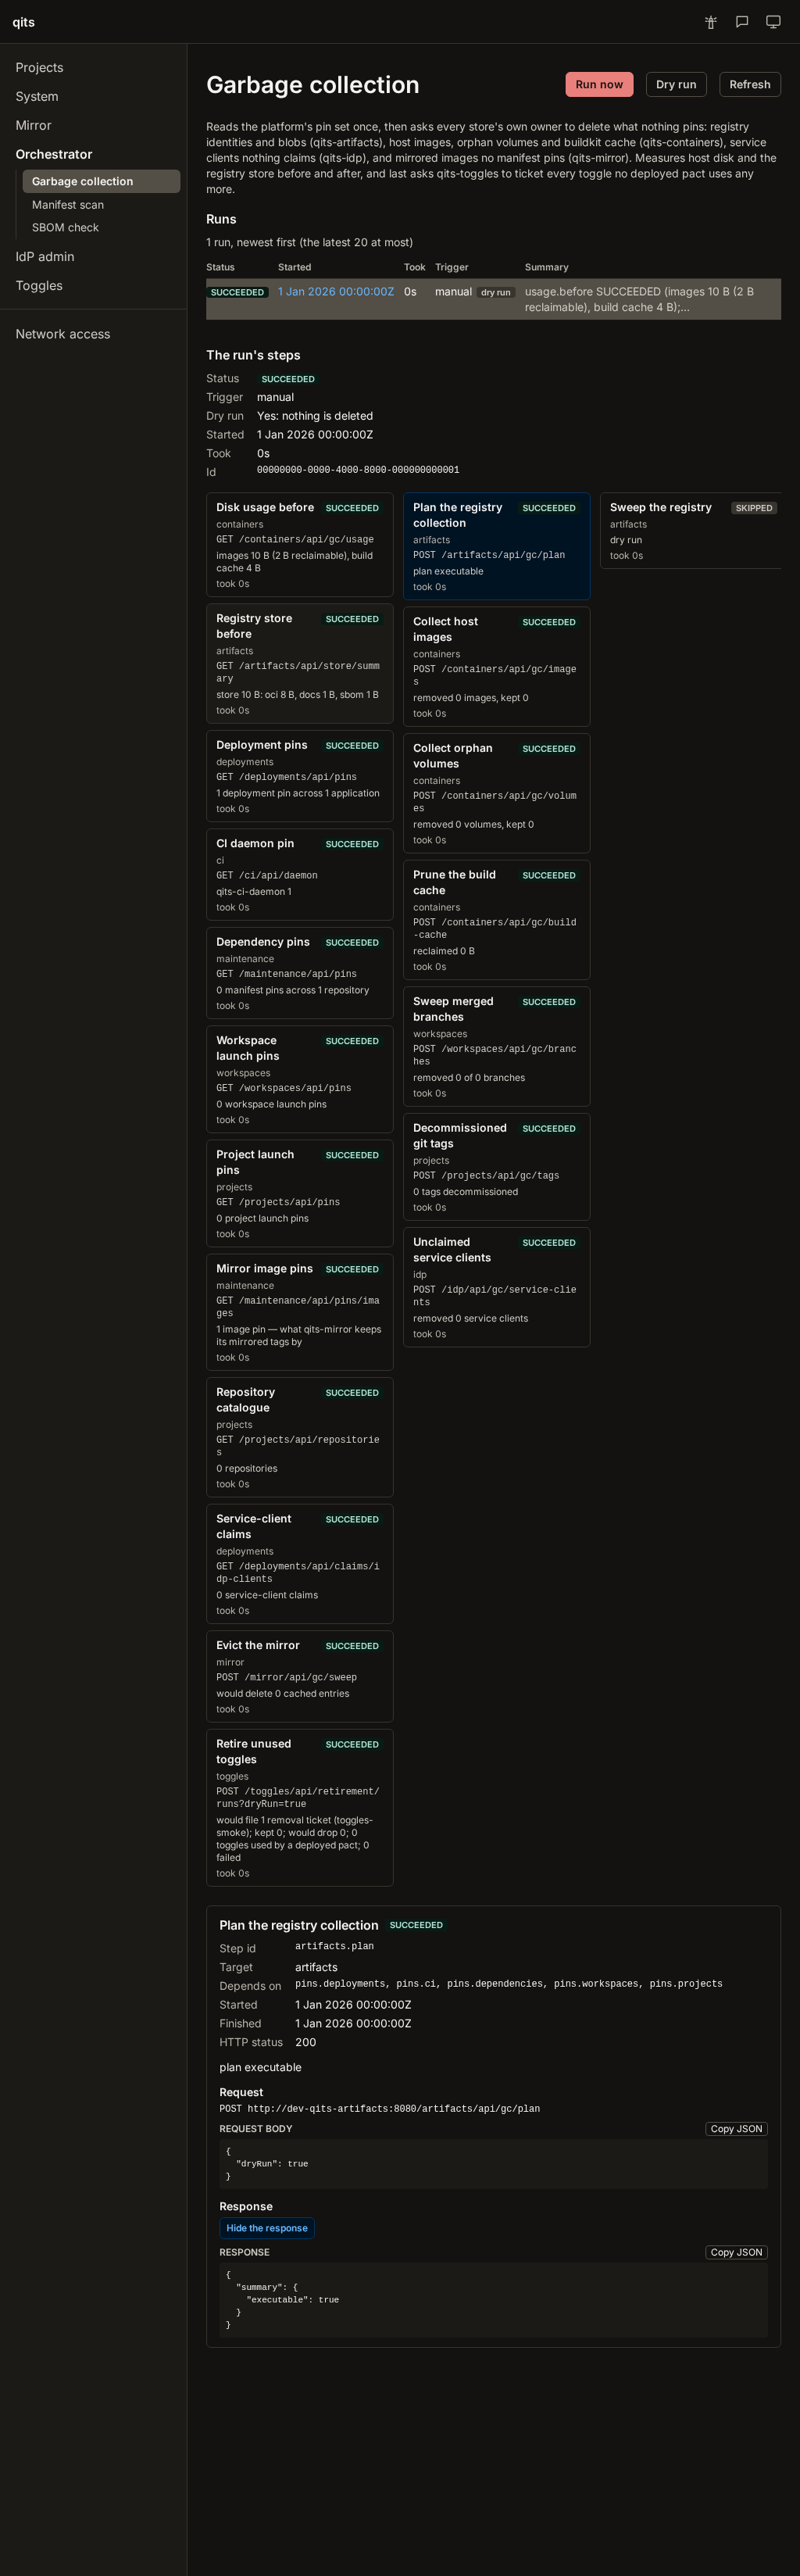 qits
Projects
System
Mirror
Orchestrator
Garbage collection
Manifest scan
SBOM check
IdP admin
Toggles
Network access
Garbage collection
Run now
Dry run
Refresh
Reads the platform's pin set once, then asks every store's own owner to delete what nothing pins: registry
identities and blobs (qits-artifacts), host images, orphan volumes and buildkit cache (qits-containers), service
clients nothing claims (qits-idp), and mirrored images no manifest pins (qits-mirror). Measures host disk and the
registry store before and after, and last asks qits-toggles to ticket every toggle no deployed pact uses any
more.
Runs
1 run, newest first (the latest 20 at most)
Status Started Took Trigger Summary
SUCCEEDED 1 Jan 2026 00:00:00Z 0s manual dry run usage.before SUCCEEDED (images 10 B (2 B
reclaimable), build cache 4 B);...
The run's steps
Status SUCCEEDED
Trigger manual
Dry run Yes: nothing is deleted
Started 1 Jan 2026 00:00:00Z
Took 0s
Id 00000000-0000-4000-8000-000000000001
Disk usage before SUCCEEDED
containers
GET /containers/api/gc/usage
images 10 B (2 B reclaimable), build
cache 4 B
took 0s
Registry store
before
SUCCEEDED
artifacts
GET /artifacts/api/store/summ
ary
store 10 B: oci 8 B, docs 1 B, sbom 1 B
took 0s
Deployment pins SUCCEEDED
deployments
GET /deployments/api/pins
1 deployment pin across 1 application
took 0s
CI daemon pin SUCCEEDED
ci
GET /ci/api/daemon
qits-ci-daemon 1
took 0s
Dependency pins SUCCEEDED
maintenance
GET /maintenance/api/pins
0 manifest pins across 1 repository
took 0s
Workspace
launch pins
SUCCEEDED
workspaces
GET /workspaces/api/pins
0 workspace launch pins
took 0s
Project launch
pins
SUCCEEDED
projects
GET /projects/api/pins
0 project launch pins
took 0s
Mirror image pins SUCCEEDED
maintenance
GET /maintenance/api/pins/ima
ges
1 image pin — what qits-mirror keeps
its mirrored tags by
took 0s
Repository
catalogue
SUCCEEDED
projects
GET /projects/api/repositorie
s
0 repositories
took 0s
Service-client
claims
SUCCEEDED
deployments
GET /deployments/api/claims/i
dp-clients
0 service-client claims
took 0s
Evict the mirror SUCCEEDED
mirror
POST /mirror/api/gc/sweep
would delete 0 cached entries
took 0s
Retire unused
toggles
SUCCEEDED
toggles
POST /toggles/api/retirement/
runs?dryRun=true
would file 1 removal ticket (toggles-
smoke); kept 0; would drop 0; 0
toggles used by a deployed pact; 0
failed
took 0s
Plan the registry
collection
SUCCEEDED
artifacts
POST /artifacts/api/gc/plan
plan executable
took 0s
Collect host
images
SUCCEEDED
containers
POST /containers/api/gc/image
s
removed 0 images, kept 0
took 0s
Collect orphan
volumes
SUCCEEDED
containers
POST /containers/api/gc/volum
es
removed 0 volumes, kept 0
took 0s
Prune the build
cache
SUCCEEDED
containers
POST /containers/api/gc/build
-cache
reclaimed 0 B
took 0s
Sweep merged
branches
SUCCEEDED
workspaces
POST /workspaces/api/gc/branc
hes
removed 0 of 0 branches
took 0s
Decommissioned
git tags
SUCCEEDED
projects
POST /projects/api/gc/tags
0 tags decommissioned
took 0s
Unclaimed
service clients
SUCCEEDED
idp
POST /idp/api/gc/service-clie
nts
removed 0 service clients
took 0s
Sweep the registry SKIPPED
artifacts
dry run
took 0s
Plan the registry collection SUCCEEDED
Step id artifacts.plan
Target artifacts
Depends on pins.deployments, pins.ci, pins.dependencies, pins.workspaces, pins.projects
Started 1 Jan 2026 00:00:00Z
Finished 1 Jan 2026 00:00:00Z
HTTP status 200
plan executable
Request
POST http://dev-qits-artifacts:8080/artifacts/api/gc/plan
REQUEST BODY Copy JSON
{
"dryRun": true
}
Response
Hide the response
RESPONSE Copy JSON
{
"summary": {
"executable": true
}
}